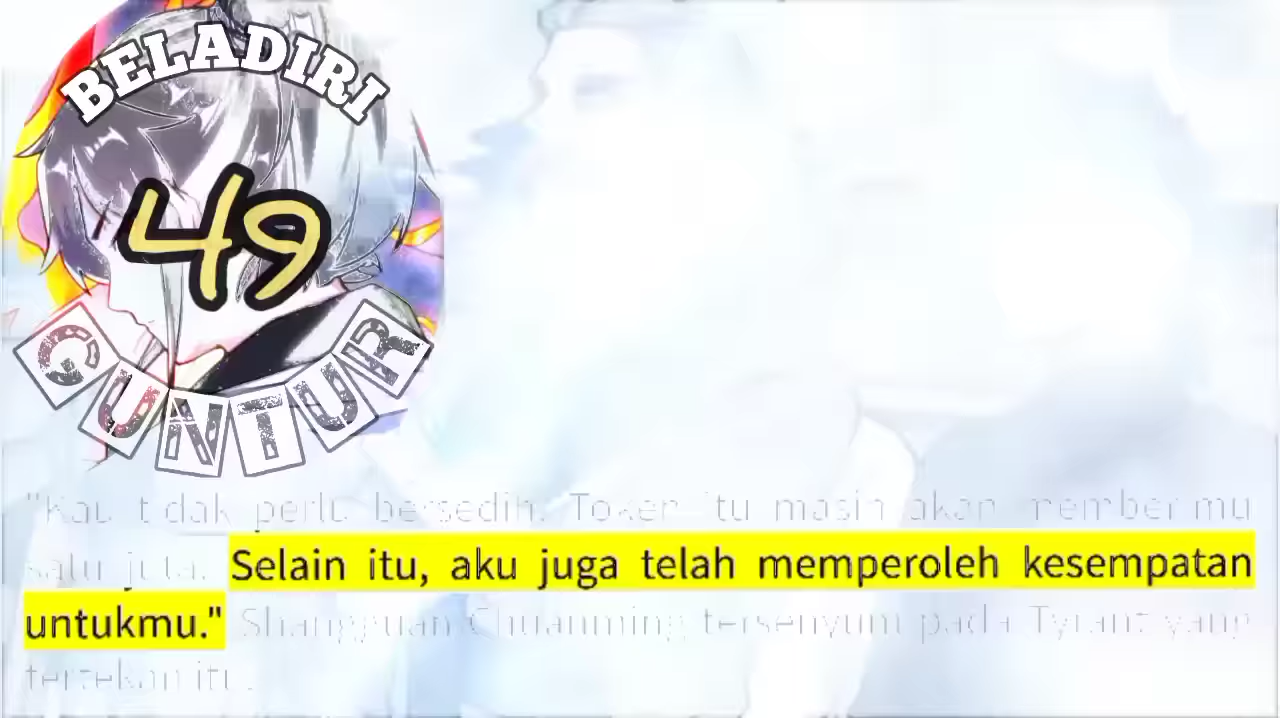 BELADIRI
49
GUNTUR
"Kau tidak perlu bersedih. Token itu masih akan memberimu
satu juta. Selain itu, aku juga telah memperoleh kesempatan
untukmu." Shangguan Chuanming tersenyum pada Tyrant yang
tertekan itu.